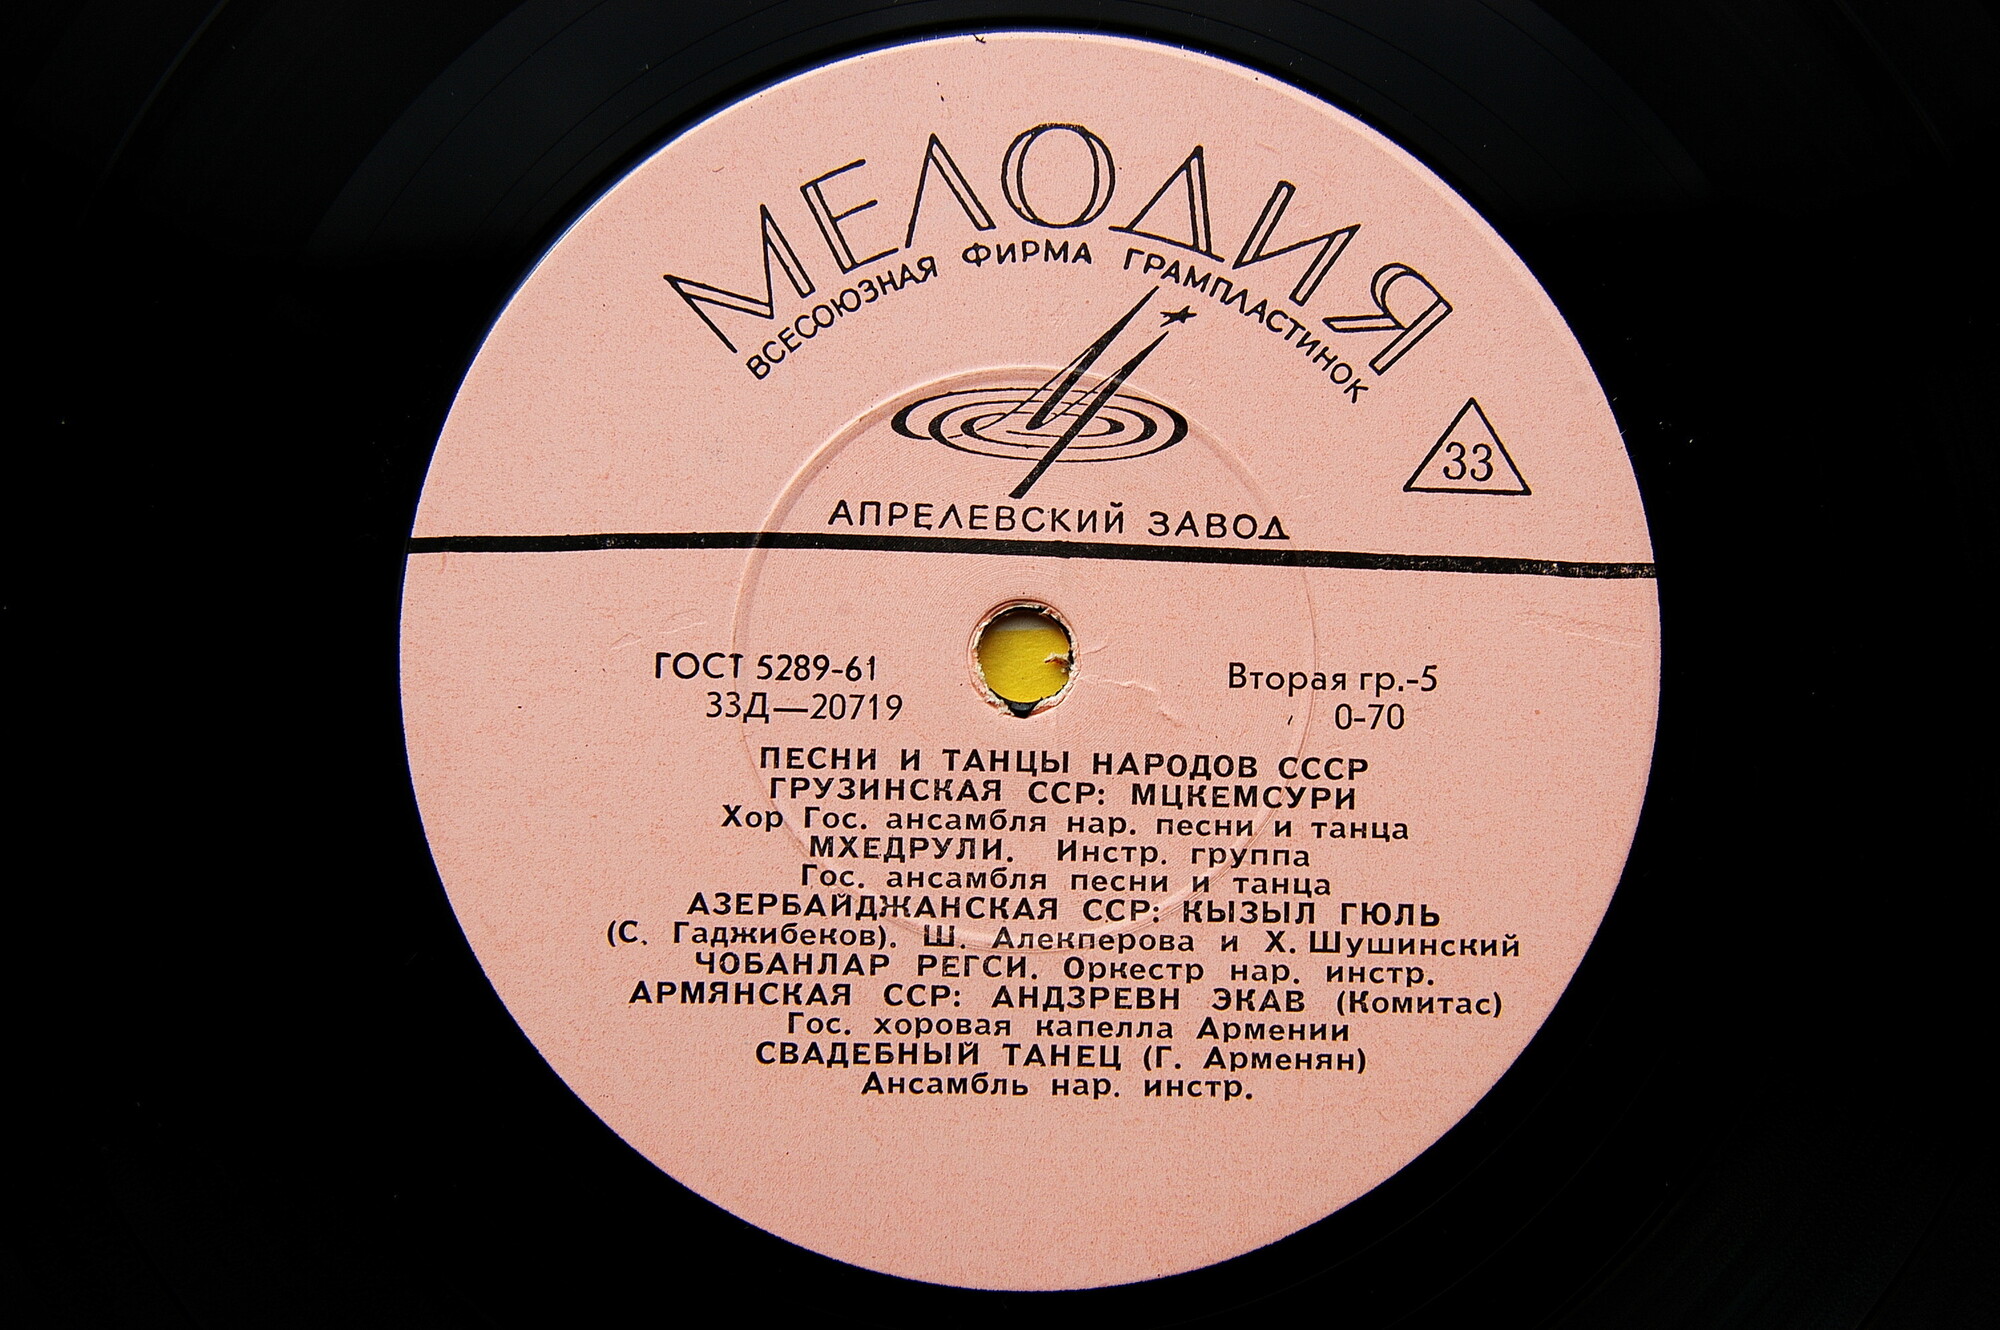 МЕЛОДИЯ
ВСЕСОЮЗНАЯ ФИРМА ГРАМПЛАСТИНОК
33
АПРЕЛЕВСКИЙ ЗАВОД
ГОСТ 5289-61
33Д—20719
Вторая гр.-5
0-70
ПЕСНИ И ТАНЦЫ НАРОДОВ СССР
ГРУЗИНСКАЯ ССР: МЦКЕМСУРИ
Хор Гос. ансамбля нар. песни и танца
МХЕДРУЛИ. Инстр. группа
Гос. ансамбля песни и танца
АЗЕРБАЙДЖАНСКАЯ ССР: КЫЗЫЛ ГЮЛЬ
(С. Гаджибеков). Ш. Алекперова и Х. Шушинский
ЧОБАНЛАР РЕГСИ. Оркестр нар. инстр.
АРМЯНСКАЯ ССР: АНДЗРЕВН ЭКАВ (Комитас)
Гос. хоровая капелла Армении
СВАДЕБНЫЙ ТАНЕЦ (Г. Арменян)
Ансамбль нар. инстр.